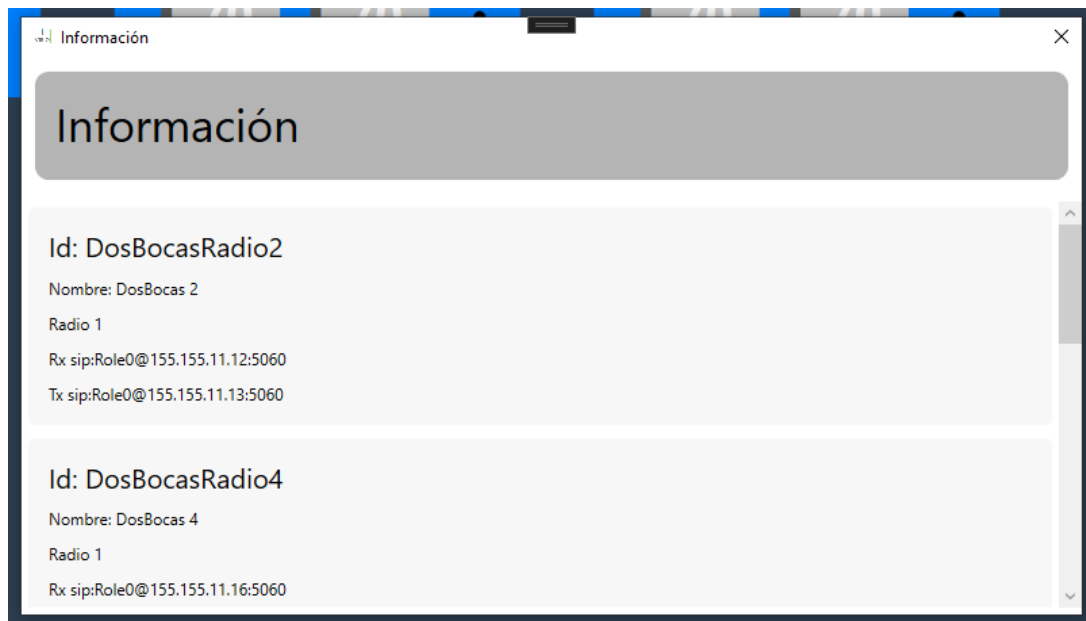 Información
Información
Id: DosBocasRadio2
Nombre: DosBocas 2
Radio 1
Rx sip:Role0@155.155.11.12:5060
Tx sip:Role0@155.155.11.13:5060
Id: DosBocasRadio4
Nombre: DosBocas 4
Radio 1
Rx sip:Role0@155.155.11.16:5060